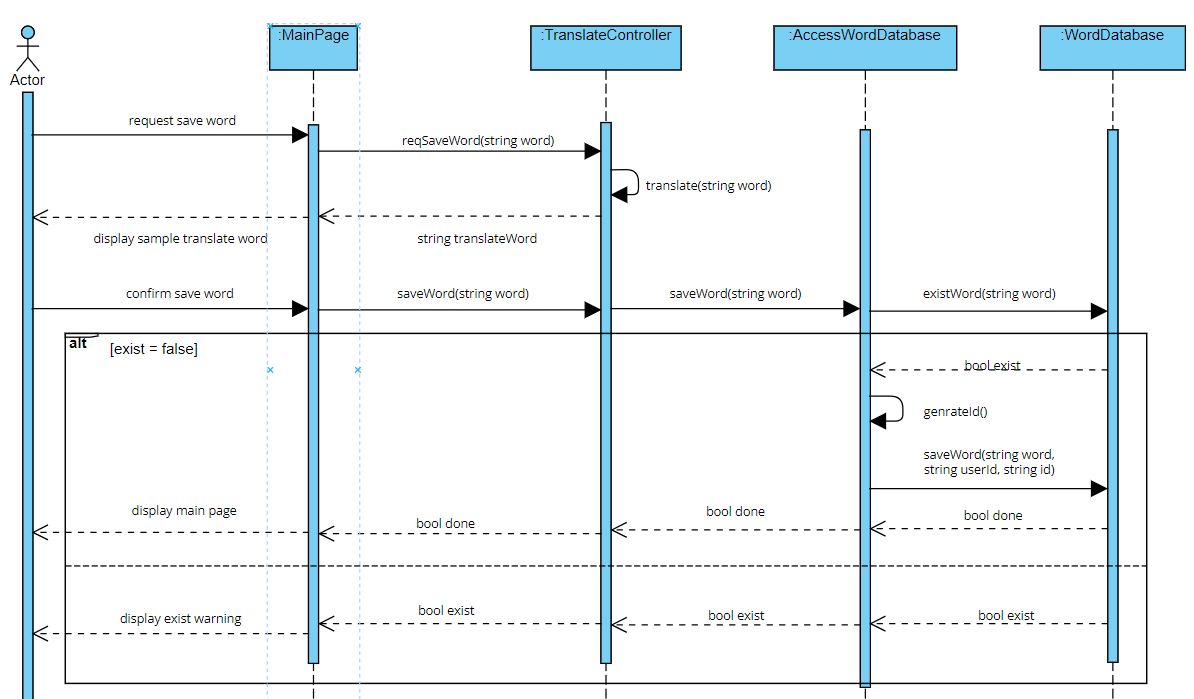 :MainPage
:TranslateController
:AccessWordDatabase
:WordDatabase
Actor
request save word
reqSaveWord(string word)
translate(string word)
display sample translate word
string translateWord
confirm save word
saveWord(string word)
saveWord(string word)
existWord(string word)
alt
[exist = false]
bool exist
genrateId()
saveWord(string word,
string userId, string id)
display main page
bool done
bool done
bool done
display exist warning
bool exist
bool exist
bool exist